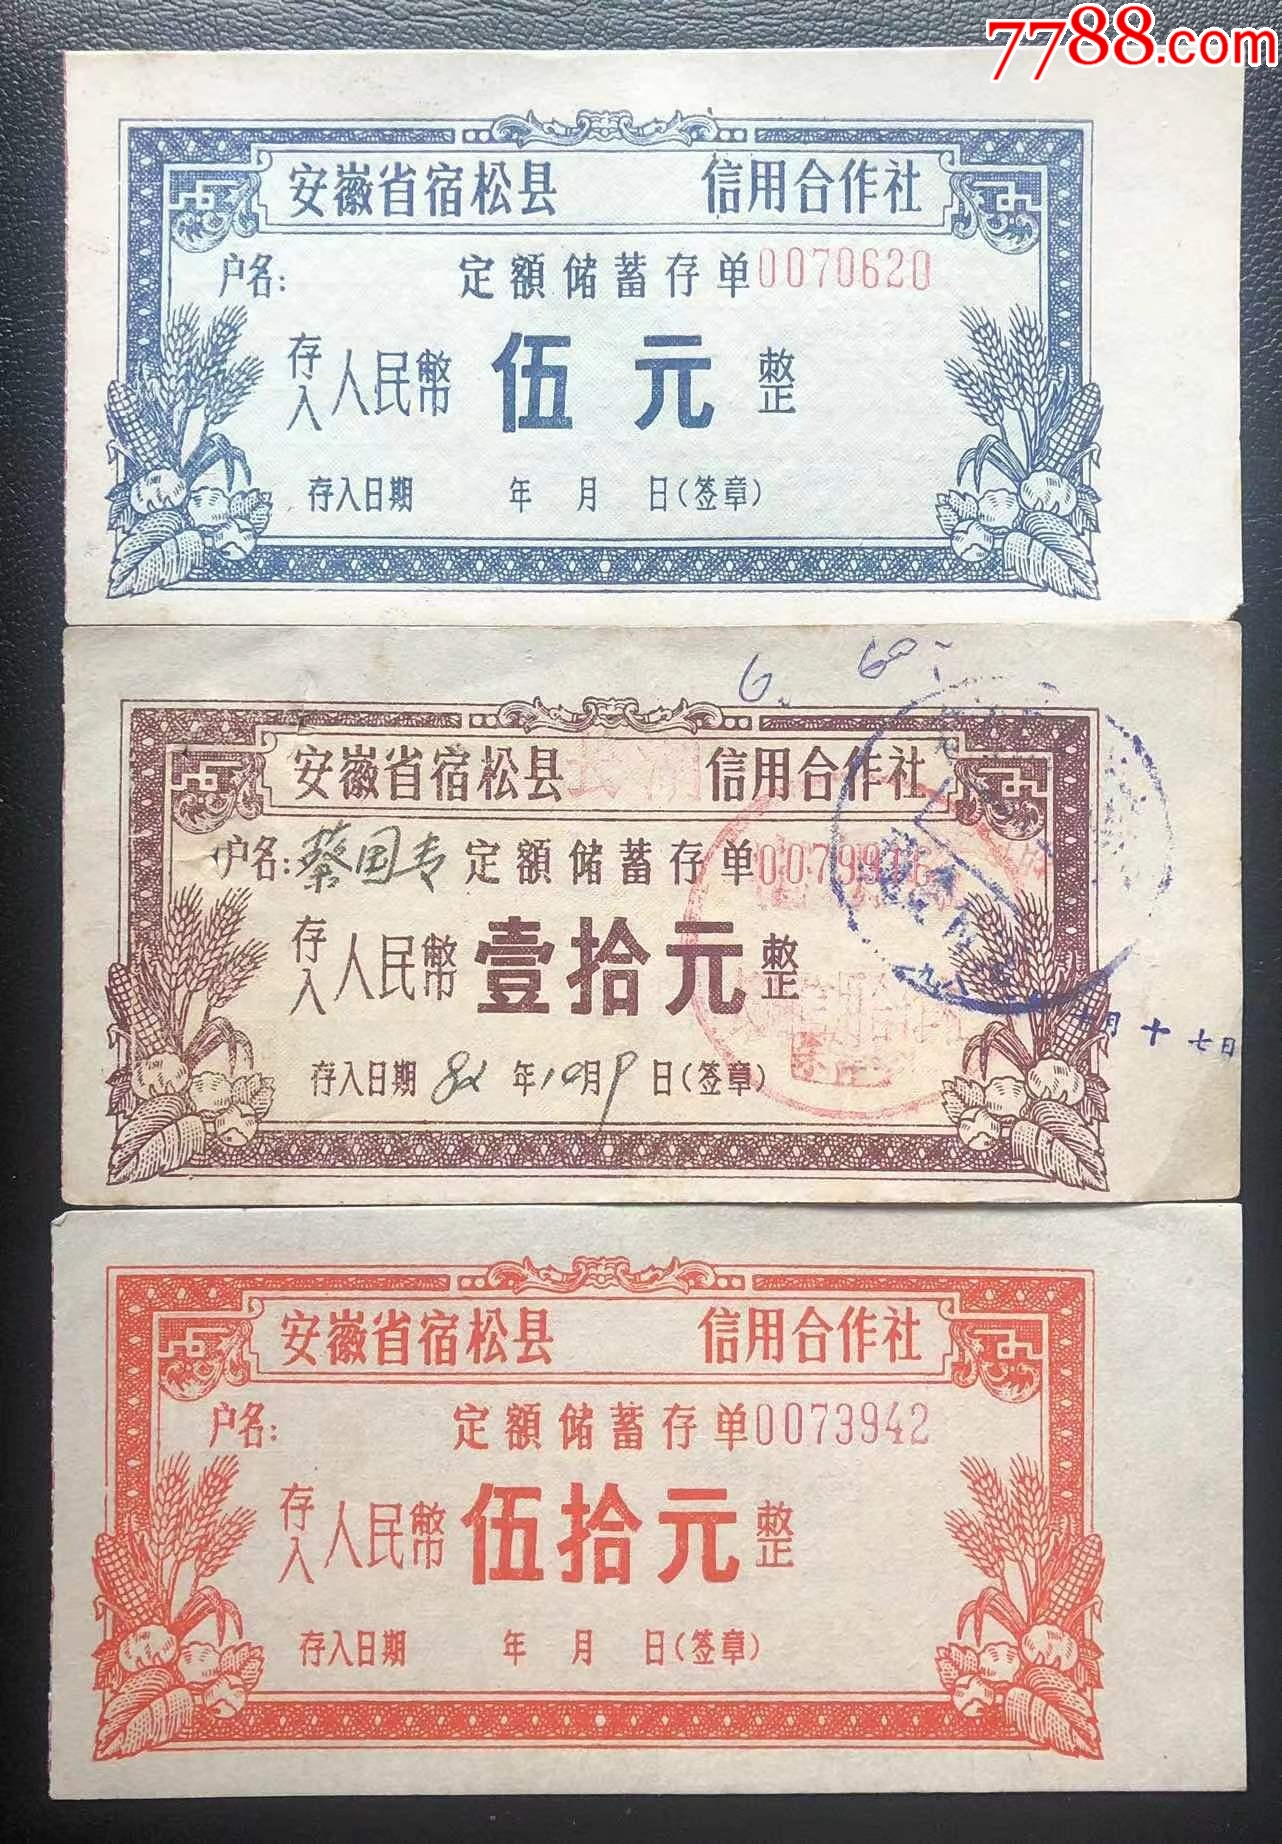 7788.com
安徽省宿松县 信用合作社
户名: 定額储蓄存单0070620
存入人民幣 伍元 整
存入日期 年 月 日(签章)
6. 60
安徽省宿松县 信用合作社
户名:蔡国专 定額储蓄存单
存入人民幣 壹拾元 整
存入日期 82 年10月9日(签章)
月十七日
安徽省宿松县 信用合作社
户名: 定額储蓄存单0073942
存入人民幣 伍拾元 整
存入日期 年 月 日(签章)